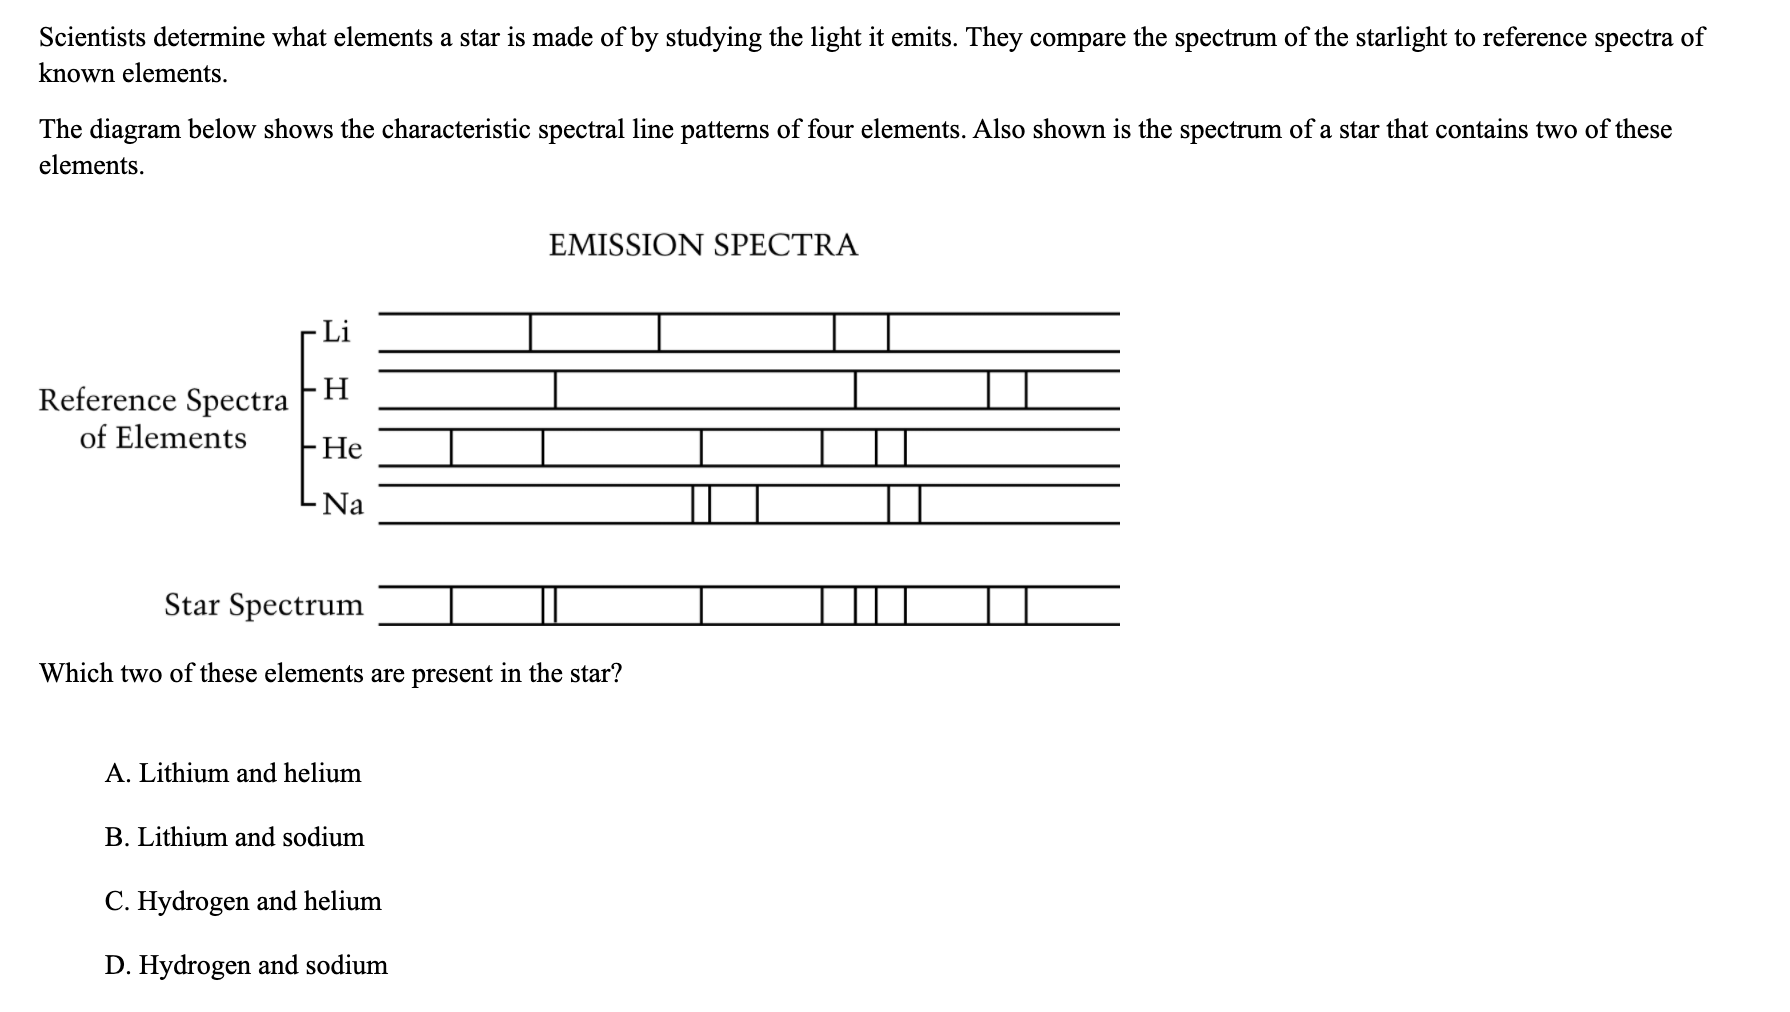 Scientists determine what elements a star is made of by studying the light it emits. They compare the spectrum of the starlight to reference spectra of
known elements.
The diagram below shows the characteristic spectral line patterns of four elements. Also shown is the spectrum of a star that contains two of these
elements.
EMISSION SPECTRA
Li
H
Reference Spectra
of Elements
He
Na
Star Spectrum
Which two of these elements are present in the star?
A. Lithium and helium
B. Lithium and sodium
C. Hydrogen and helium
D. Hydrogen and sodium